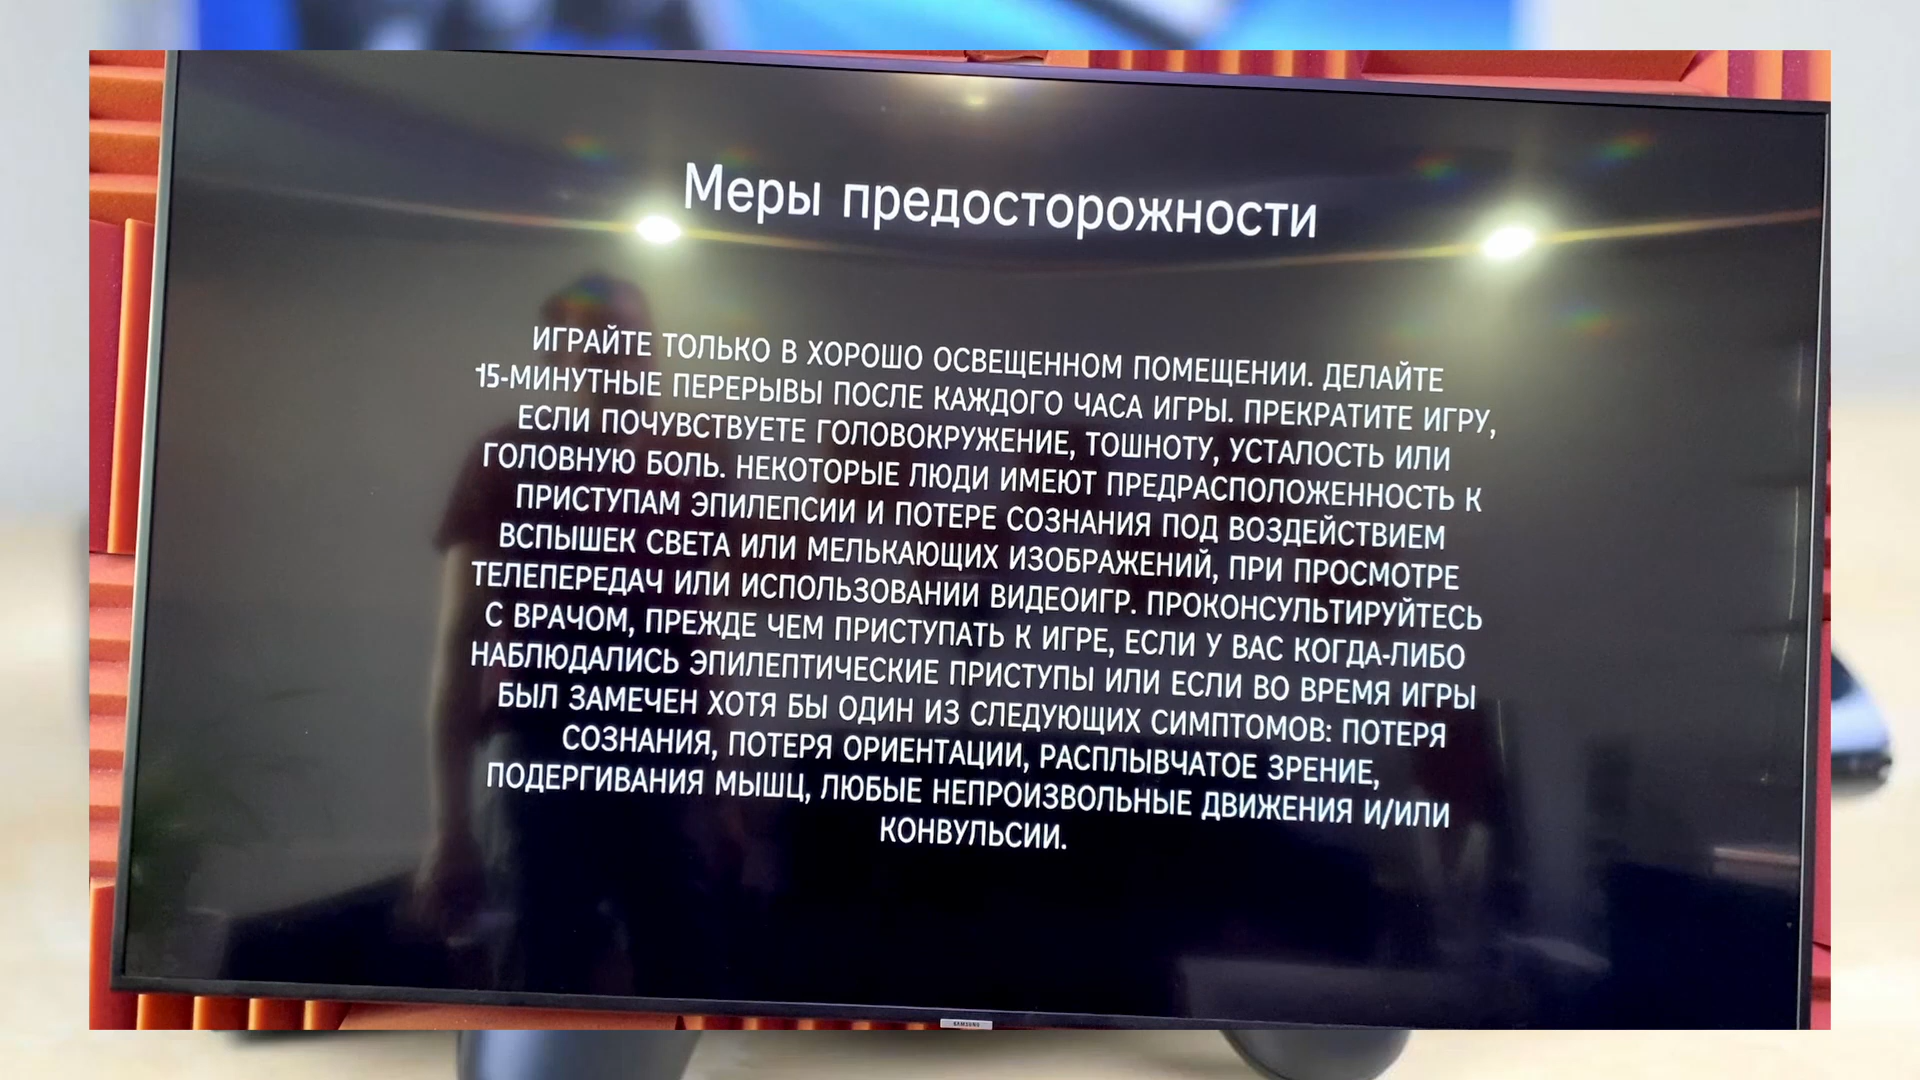 Меры предосторожности
ИГРАЙТЕ ТОЛЬКО В ХОРОШО ОСВЕЩЕННОМ ПОМЕЩЕНИИ. ДЕЛАЙТЕ
15-МИНУТНЫЕ ПЕРЕРЫВЫ ПОСЛЕ КАЖДОГО ЧАСА ИГРЫ. ПРЕКРАТИТЕ ИГРУ,
ЕСЛИ ПОЧУВСТВУЕТЕ ГОЛОВОКРУЖЕНИЕ, ТОШНОТУ, УСТАЛОСТЬ ИЛИ
ГОЛОВНУЮ БОЛЬ. НЕКОТОРЫЕ ЛЮДИ ИМЕЮТ ПРЕДРАСПОЛОЖЕННОСТЬ К
ПРИСТУПАМ ЭПИЛЕПСИИ И ПОТЕРЕ СОЗНАНИЯ ПОД ВОЗДЕЙСТВИЕМ
ВСПЫШЕК СВЕТА ИЛИ МЕЛЬКАЮЩИХ ИЗОБРАЖЕНИЙ, ПРИ ПРОСМОТРЕ
ТЕЛЕПЕРЕДАЧ ИЛИ ИСПОЛЬЗОВАНИИ ВИДЕОИГР. ПРОКОНСУЛЬТИРУЙТЕСЬ
С ВРАЧОМ, ПРЕЖДЕ ЧЕМ ПРИСТУПАТЬ К ИГРЕ, ЕСЛИ У ВАС КОГДА-ЛИБО
НАБЛЮДАЛИСЬ ЭПИЛЕПТИЧЕСКИЕ ПРИСТУПЫ ИЛИ ЕСЛИ ВО ВРЕМЯ ИГРЫ
БЫЛ ЗАМЕЧЕН ХОТЯ БЫ ОДИН ИЗ СЛЕДУЮЩИХ СИМПТОМОВ: ПОТЕРЯ
СОЗНАНИЯ, ПОТЕРЯ ОРИЕНТАЦИИ, РАСПЛЫВЧАТОЕ ЗРЕНИЕ,
ПОДЕРГИВАНИЯ МЫШЦ, ЛЮБЫЕ НЕПРОИЗВОЛЬНЫЕ ДВИЖЕНИЯ И/ИЛИ
КОНВУЛЬСИИ.
SAMSUNG